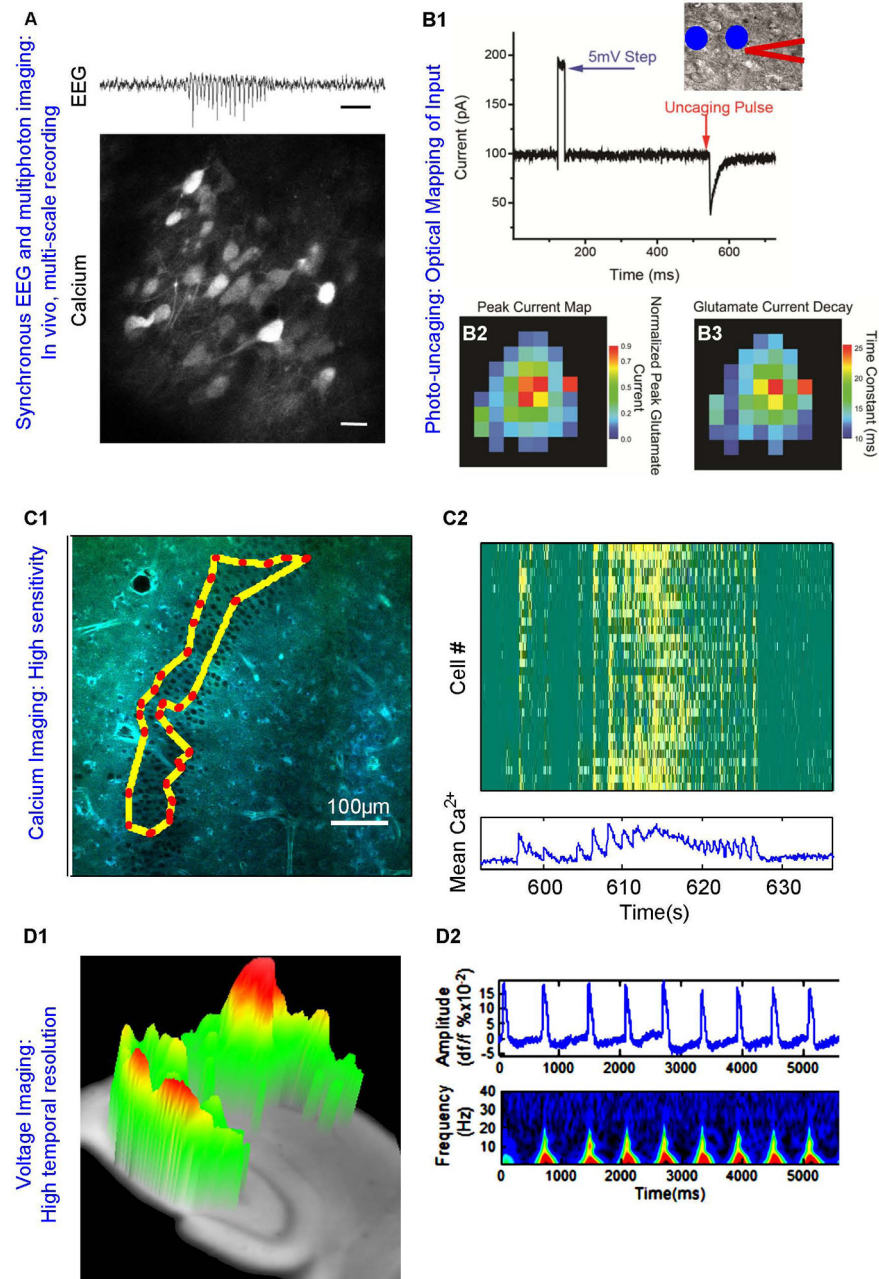 A
Synchronous EEG and multiphoton imaging:
In vivo, multi-scale recording
EEG
Calcium
B1
Photo-uncaging: Optical Mapping of Input
Current (pA)
200
150
100
50
5mV Step
Uncaging Pulse
200
400
600
Time (ms)
Peak Current Map
B2
0.9
0.7
0.5
0.2
0.0
Normalized Peak Glutamate
Current
Glutamate Current Decay
B3
25
20
15
10
Time Constant (ms)
C1
Calcium Imaging: High sensitivity
100µm
C2
Cell #
Mean Ca2+
600
610
620
630
Time(s)
D1
Voltage Imaging:
High temporal resolution
D2
Amplitude
(df/f %x10-2)
15
10
5
0
-5
0 1000 2000 3000 4000 5000
Frequency
(Hz)
40
30
20
10
0 1000 2000 3000 4000 5000
Time(ms)